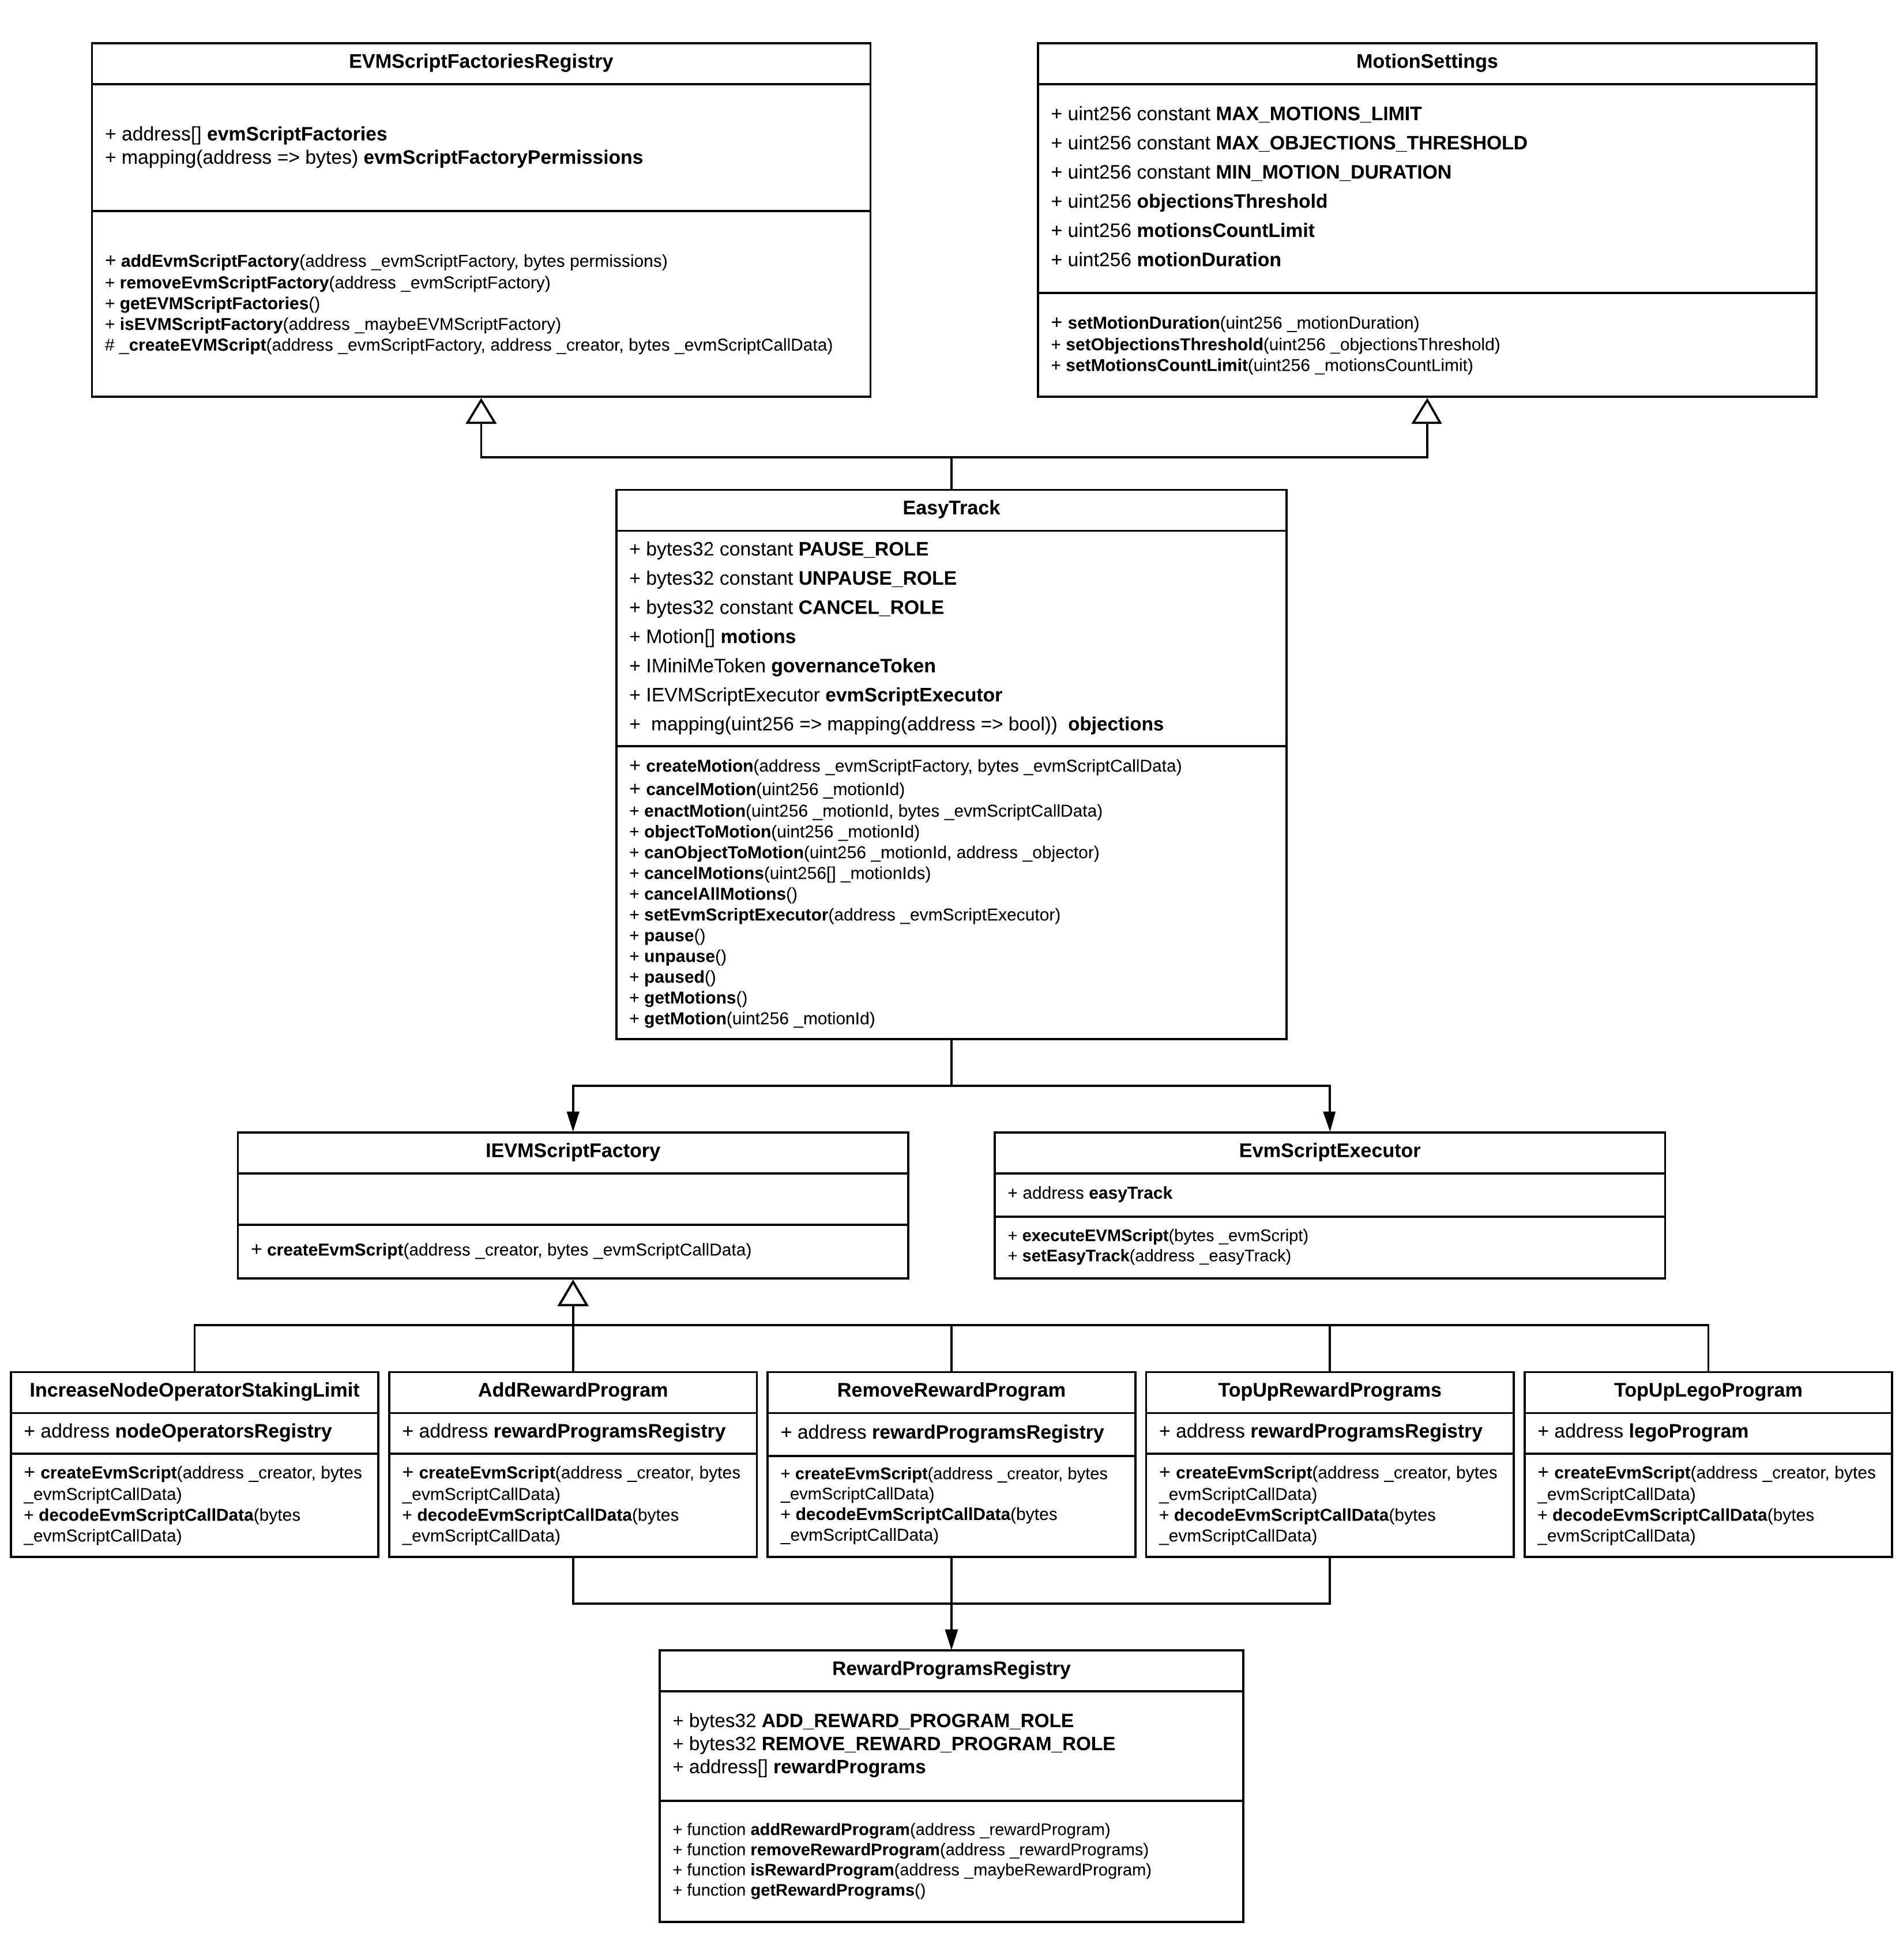 EVMScriptFactoriesRegistry
+ address[] evmScriptFactories
+ mapping(address => bytes) evmScriptFactoryPermissions
+ addEvmScriptFactory(address _evmScriptFactory, bytes permissions)
+ removeEvmScriptFactory(address _evmScriptFactory)
+ getEVMScriptFactories()
+ isEVMScriptFactory(address _maybeEVMScriptFactory)
# _createEVMScript(address _evmScriptFactory, address _creator, bytes _evmScriptCallData)
MotionSettings
+ uint256 constant MAX_MOTIONS_LIMIT
+ uint256 constant MAX_OBJECTIONS_THRESHOLD
+ uint256 constant MIN_MOTION_DURATION
+ uint256 objectionsThreshold
+ uint256 motionsCountLimit
+ uint256 motionDuration
+ setMotionDuration(uint256 _motionDuration)
+ setObjectionsThreshold(uint256 _objectionsThreshold)
+ setMotionsCountLimit(uint256 _motionsCountLimit)
EasyTrack
+ bytes32 constant PAUSE_ROLE
+ bytes32 constant UNPAUSE_ROLE
+ bytes32 constant CANCEL_ROLE
+ Motion[] motions
+ IMiniMeToken governanceToken
+ IEVMScriptExecutor evmScriptExecutor
+ mapping(uint256 => mapping(address => bool)) objections
+ createMotion(address _evmScriptFactory, bytes _evmScriptCallData)
+ cancelMotion(uint256 _motionId)
+ enactMotion(uint256 _motionId, bytes _evmScriptCallData)
+ objectToMotion(uint256 _motionId)
+ canObjectToMotion(uint256 _motionId, address _objector)
+ cancelMotions(uint256[] _motionIds)
+ cancelAllMotions()
+ setEvmScriptExecutor(address _evmScriptExecutor)
+ pause()
+ unpause()
+ paused()
+ getMotions()
+ getMotion(uint256 _motionId)
IEVMScriptFactory
+ createEvmScript(address _creator, bytes _evmScriptCallData)
EvmScriptExecutor
+ address easyTrack
+ executeEVMScript(bytes _evmScript)
+ setEasyTrack(address _easyTrack)
IncreaseNodeOperatorStakingLimit
+ address nodeOperatorsRegistry
+ createEvmScript(address _creator, bytes
_evmScriptCallData)
+ decodeEvmScriptCallData(bytes
_evmScriptCallData)
AddRewardProgram
+ address rewardProgramsRegistry
+ createEvmScript(address _creator, bytes
_evmScriptCallData)
+ decodeEvmScriptCallData(bytes
_evmScriptCallData)
RemoveRewardProgram
+ address rewardProgramsRegistry
+ createEvmScript(address _creator, bytes
_evmScriptCallData)
+ decodeEvmScriptCallData(bytes
_evmScriptCallData)
TopUpRewardPrograms
+ address rewardProgramsRegistry
+ createEvmScript(address _creator, bytes
_evmScriptCallData)
+ decodeEvmScriptCallData(bytes
_evmScriptCallData)
TopUpLegoProgram
+ address legoProgram
+ createEvmScript(address _creator, bytes
_evmScriptCallData)
+ decodeEvmScriptCallData(bytes
_evmScriptCallData)
RewardProgramsRegistry
+ bytes32 ADD_REWARD_PROGRAM_ROLE
+ bytes32 REMOVE_REWARD_PROGRAM_ROLE
+ address[] rewardPrograms
+ function addRewardProgram(address _rewardProgram)
+ function removeRewardProgram(address _rewardPrograms)
+ function isRewardProgram(address _maybeRewardProgram)
+ function getRewardPrograms()